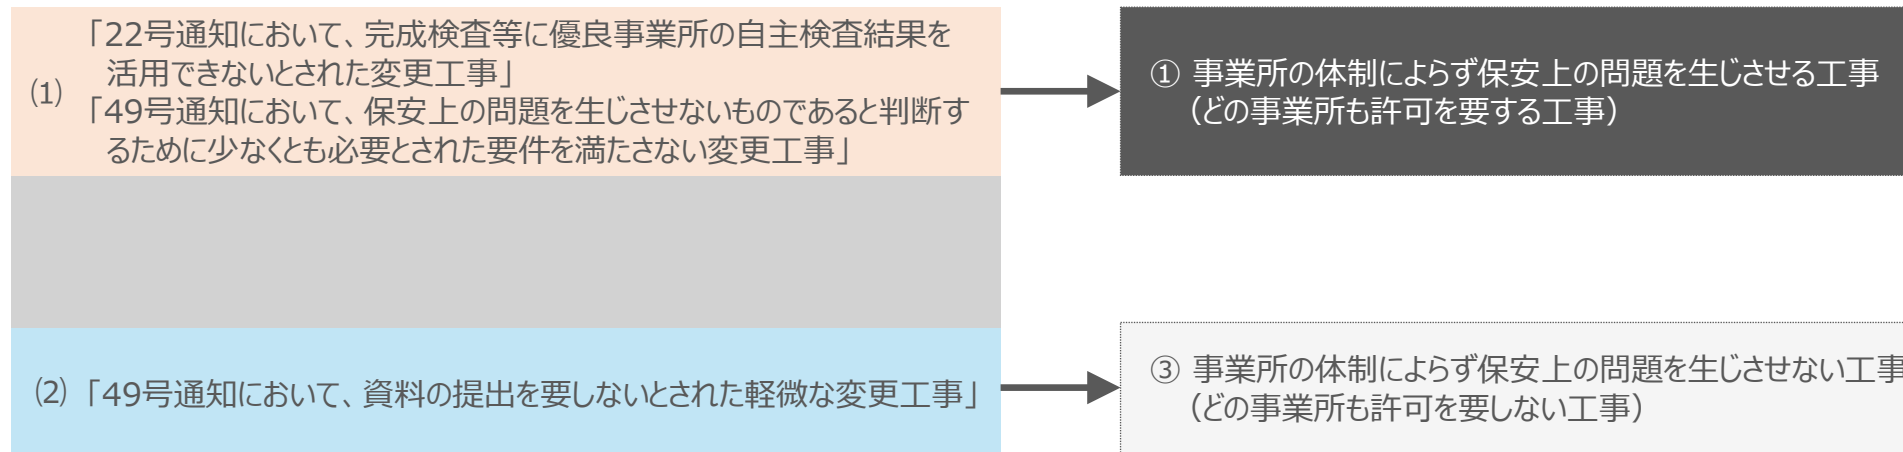 ⑴
「22号通知において、完成検査等に優良事業所の自主検査結果を
活用できないとされた変更工事」
「49号通知において、保安上の問題を生じさせないものであると判断す
るために少なくとも必要とされた要件を満たさない変更工事」
① 事業所の体制によらず保安上の問題を生じさせる工事
（どの事業所も許可を要する工事）
⑵ 「49号通知において、資料の提出を要しないとされた軽微な変更工事」
③ 事業所の体制によらず保安上の問題を生じさせない工事
（どの事業所も許可を要しない工事）